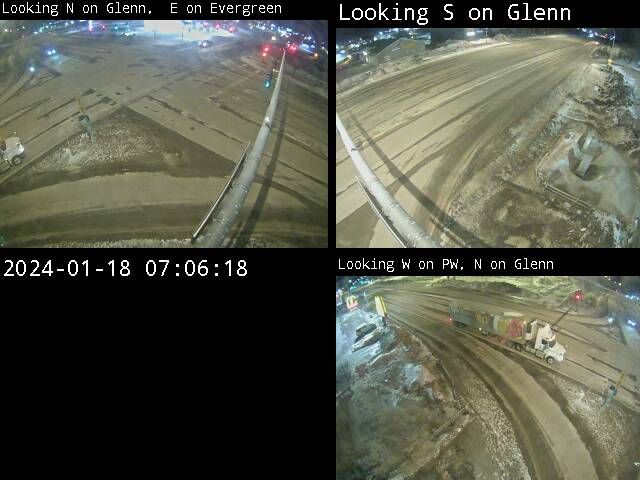 Looking N on Glenn,  E on Evergreen
Looking S on Glenn
2024-01-18 07:06:18
Looking W on PW, N on Glenn